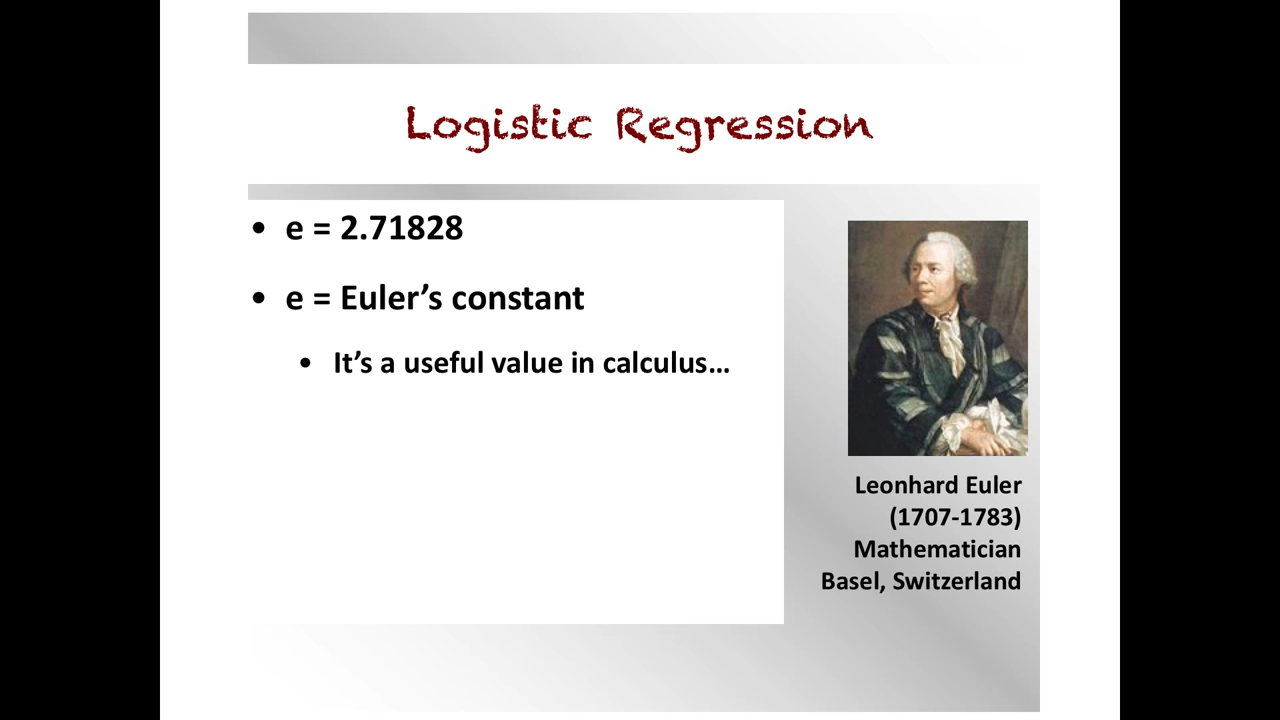 Logistic Regression
• e = 2.71828
• e = Euler’s constant
• It’s a useful value in calculus…
Leonhard Euler
(1707-1783)
Mathematician
Basel, Switzerland